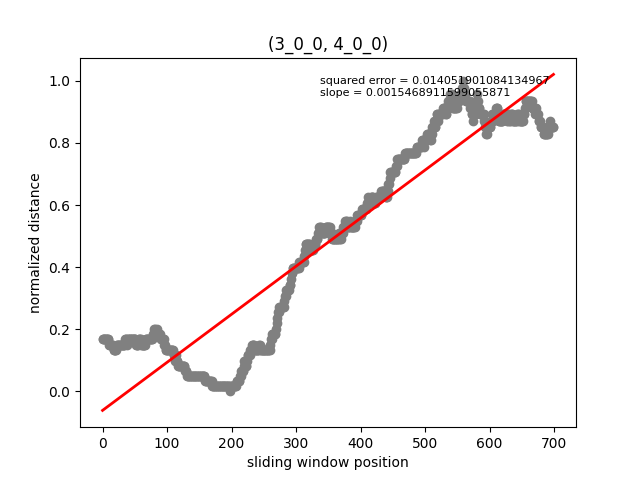 (3_0_0, 4_0_0)
squared error = 0.014051901084134967
slope = 0.0015468911599055871
normalized distance
1.0
0.8
0.6
0.4
0.2
0.0
0 100 200 300 400 500 600 700
sliding window position